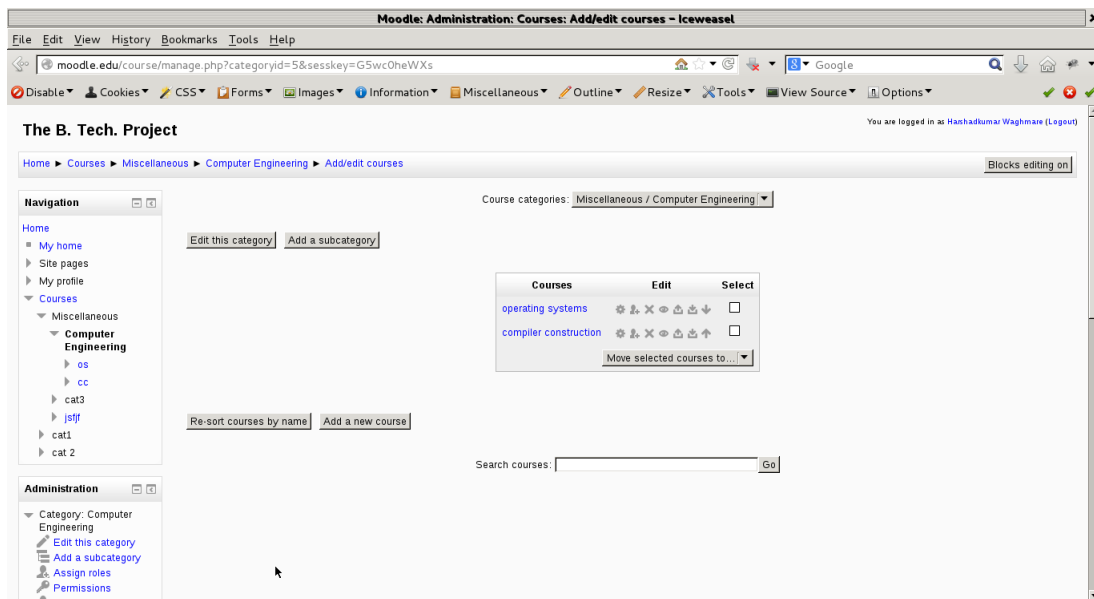 Moodle: Administration: Courses: Add/edit courses - Iceweasel
File Edit View History Bookmarks Tools Help
moodle.edu/course/manage.php?categoryid=5&sesskey=G5wc0heWXs
Google
Disable Cookies CSS Forms Images Information Miscellaneous Outline Resize Tools View Source Options
The B. Tech. Project
You are logged in as Harshadkumar Waghmare (Logout)
Home ► Courses ► Miscellaneous ► Computer Engineering ► Add/edit courses
Blocks editing on
Navigation
Home
My home
Site pages
My profile
Courses
Miscellaneous
Computer
Engineering
os
cc
cat3
jsfjf
cat1
cat 2
Administration
Category: Computer
Engineering
Edit this category
Add a subcategory
Assign roles
Permissions
Course categories: Miscellaneous / Computer Engineering
Edit this category Add a subcategory
Courses Edit Select
operating systems
compiler construction
Move selected courses to...
Re-sort courses by name Add a new course
Search courses: Go